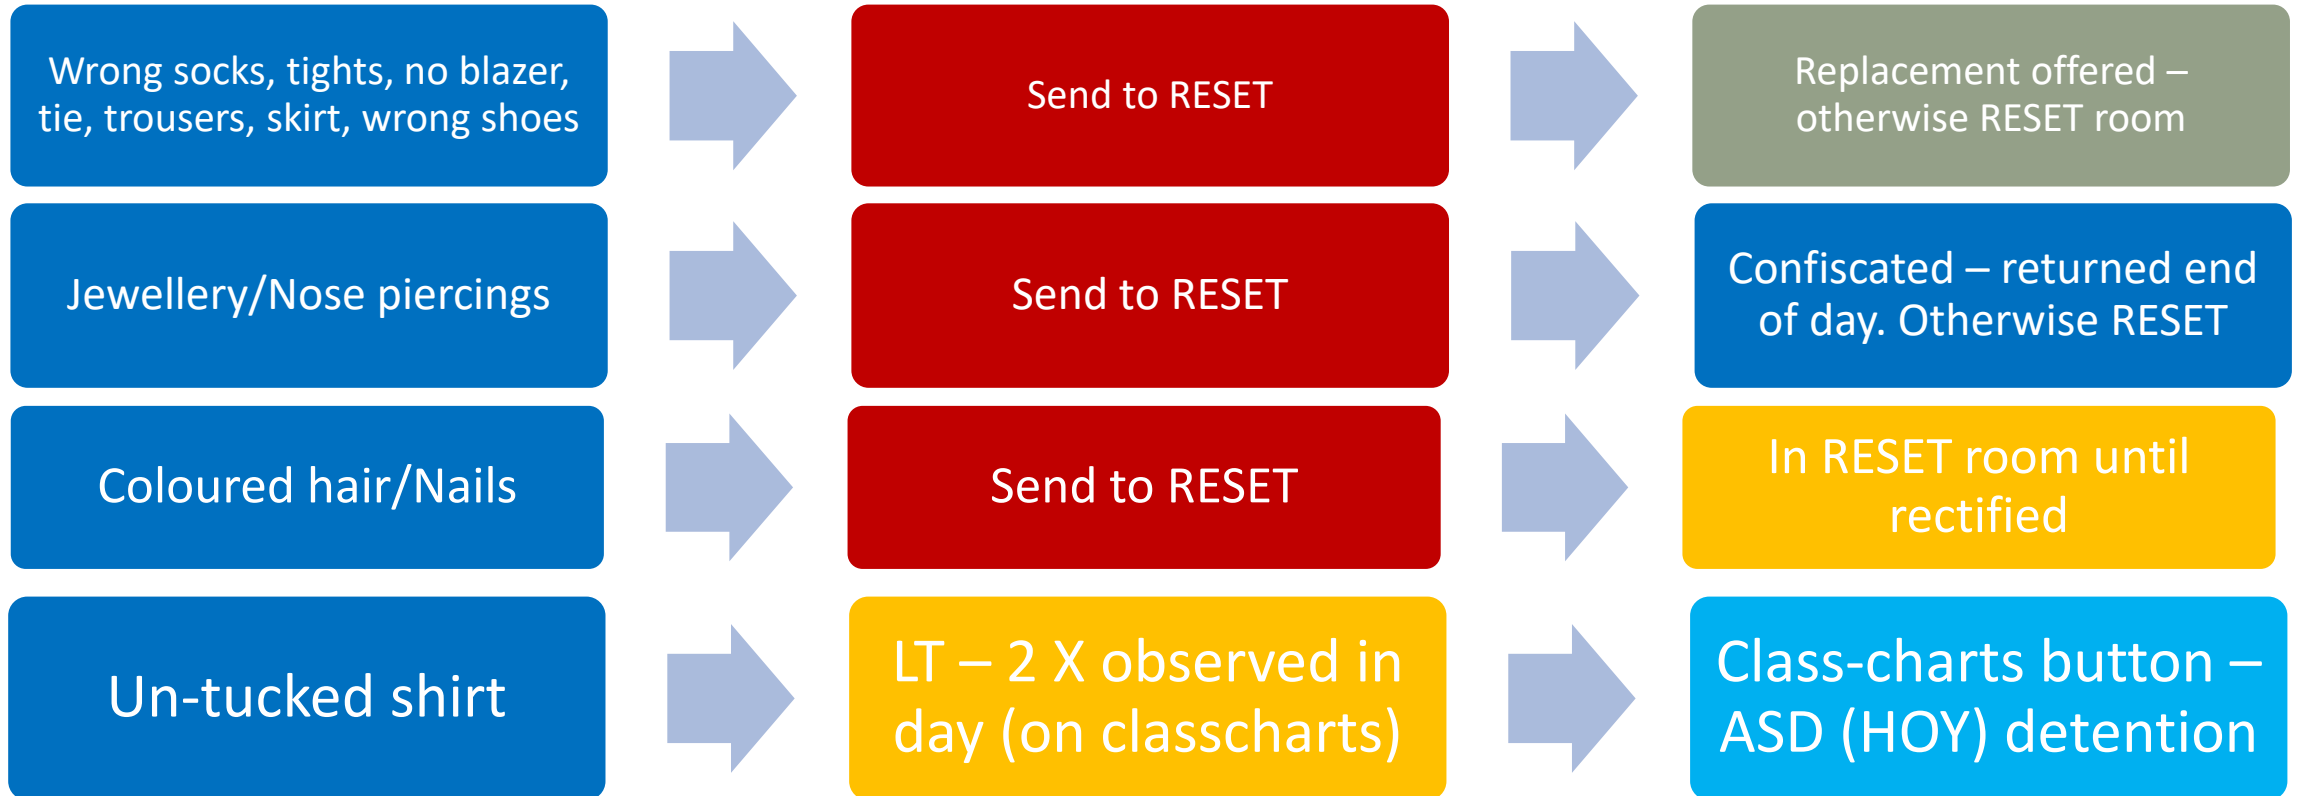 Wrong socks, tights, no blazer,
tie, trousers, skirt, wrong shoes
Send to RESET
Replacement offered –
otherwise RESET room
Jewellery/Nose piercings
Send to RESET
Confiscated – returned end
of day. Otherwise RESET
Coloured hair/Nails
Send to RESET
In RESET room until
rectified
Un-tucked shirt
LT – 2 X observed in
day (on classcharts)
Class-charts button –
ASD (HOY) detention